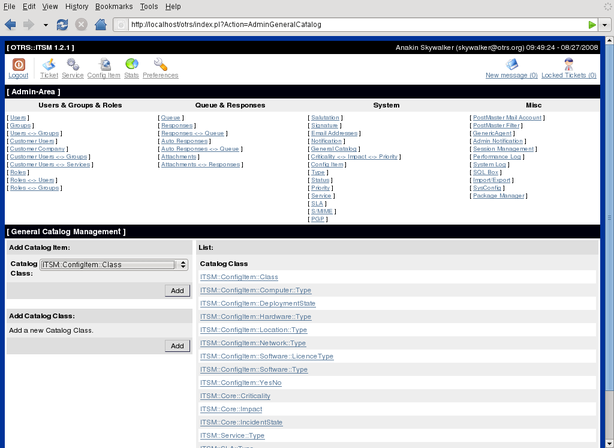 File Edit View History Bookmarks Tools Help
http://localhost/otrs/index.pl?Action=AdminGeneralCatalog
[ OTRS::ITSM 1.2.1 ] Anakin Skywalker (skywalker@otrs.org) 09:49:24 - 08/27/2008
Logout Ticket Service Config Item Stats Preferences New message (0) Locked Tickets (0)
[ Admin-Area ]
Users & Groups & Roles Queue & Responses System Misc
[ Users ] [ Queue ] [ Salutation ] [ PostMaster Mail Account ]
[ Groups ] [ Responses ] [ Signature ] [ PostMaster Filter ]
[ Users <-> Groups ] [ Responses <-> Queue ] [ Email Addresses ] [ GenericAgent ]
[ Customer Users ] [ Auto Responses ] [ Notification ] [ Admin Notification ]
[ Customer Company ] [ Auto Responses <-> Queue ] [ General Catalog ] [ Session Management ]
[ Customer Users <-> Groups ] [ Attachments ] [ Criticality <-> Impact <-> Priority ] [ Performance Log ]
[ Customer Users <-> Services ] [ Attachments <-> Responses ] [ Config Item ] [ System Log ]
[ Roles ] [ Type ] [ SQL Box ]
[ Roles <-> Users ] [ Status ] [ Import/Export ]
[ Roles <-> Groups ] [ Priority ] [ SysConfig ]
[ Service ] [ Package Manager ]
[ SLA ]
[ S/MIME ]
[ PGP ]
[ General Catalog Management ]
Add Catalog Item: List:
Catalog Class: ITSM::ConfigItem::Class
Add
Add Catalog Class:
Add a new Catalog Class.
Add
Catalog Class
ITSM::ConfigItem::Class
ITSM::ConfigItem::Computer::Type
ITSM::ConfigItem::DeploymentState
ITSM::ConfigItem::Hardware::Type
ITSM::ConfigItem::Location::Type
ITSM::ConfigItem::Network::Type
ITSM::ConfigItem::Software::LicenceType
ITSM::ConfigItem::Software::Type
ITSM::ConfigItem::YesNo
ITSM::Core::Criticality
ITSM::Core::Impact
ITSM::Core::IncidentState
ITSM::Service::Type